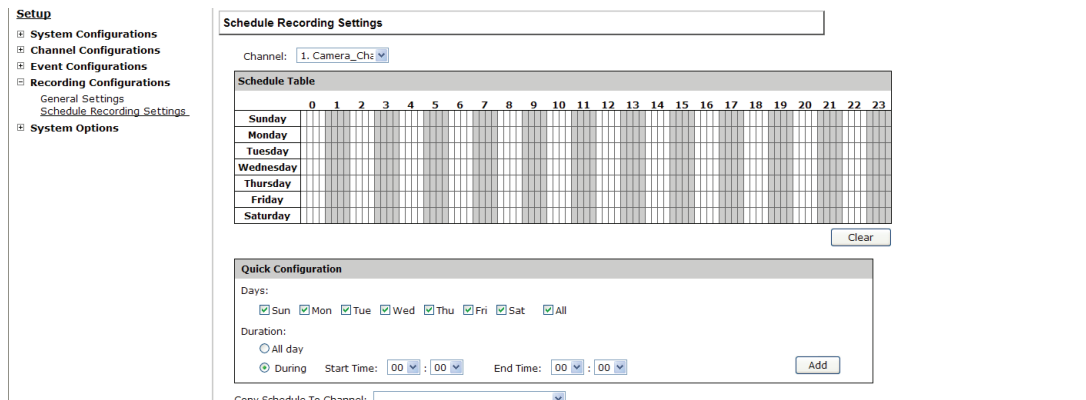 Setup
System Configurations
Channel Configurations
Event Configurations
Recording Configurations
General Settings
Schedule Recording Settings
System Options
Schedule Recording Settings
Channel: 1. Camera_Cha
Schedule Table
0 1 2 3 4 5 6 7 8 9 10 11 12 13 14 15 16 17 18 19 20 21 22 23
Sunday
Monday
Tuesday
Wednesday
Thursday
Friday
Saturday
Clear
Quick Configuration
Days:
Sun Mon Tue Wed Thu Fri Sat All
Duration:
All day
During Start Time: 00 : 00 End Time: 00 : 00 Add
Copy Schedule To Channel: